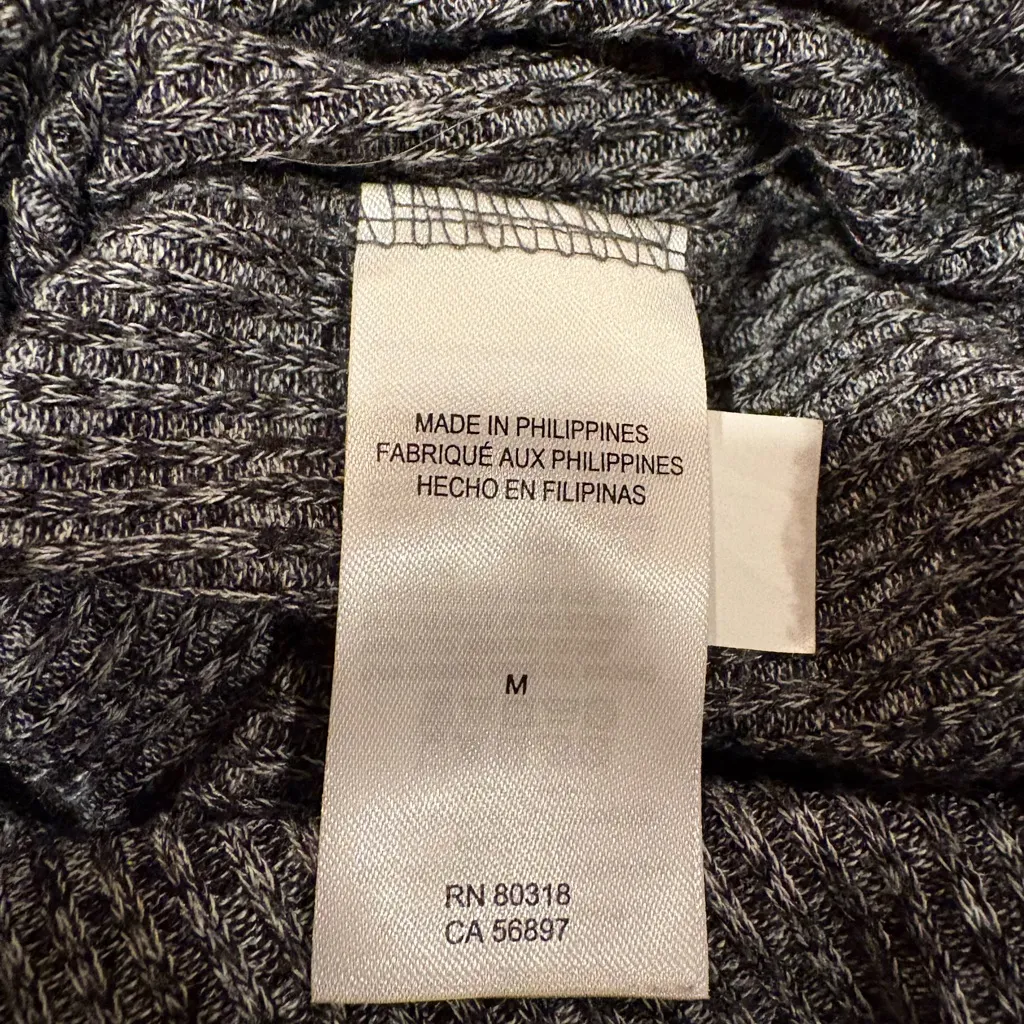 MADE IN PHILIPPINES
FABRIQUÉ AUX PHILIPPINES
HECHO EN FILIPINAS
M
RN 80318
CA 56897